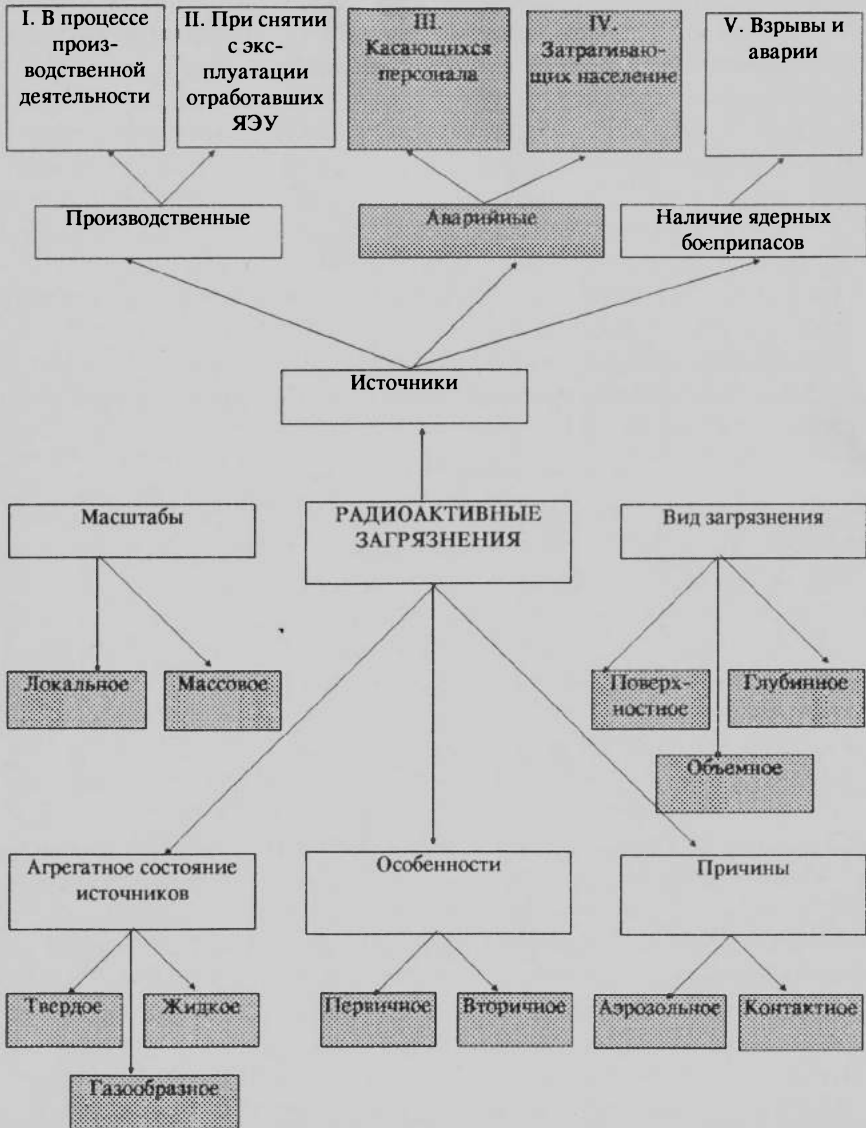 I. В процессе
произ-
водственной
деятельности
II. При снятии
с экс-
плуатации
отработавших
ЯЭУ
III.
Касающихся
персонала
IV.
Затрагиваю-
щих население
V. Взрывы и
аварии
Производственные
Аварийные
Наличие ядерных
боеприпасов
Источники
Масштабы
РАДИОАКТИВНЫЕ
ЗАГРЯЗНЕНИЯ
Вид загрязнения
Локальное
Массовое
Поверх-
ностное
Глубинное
Объемное
Агрегатное состояние
источников
Особенности
Причины
Твердое
Жидкое
Газообразное
Первичное
Вторичное
Аэрозольное
Контактное